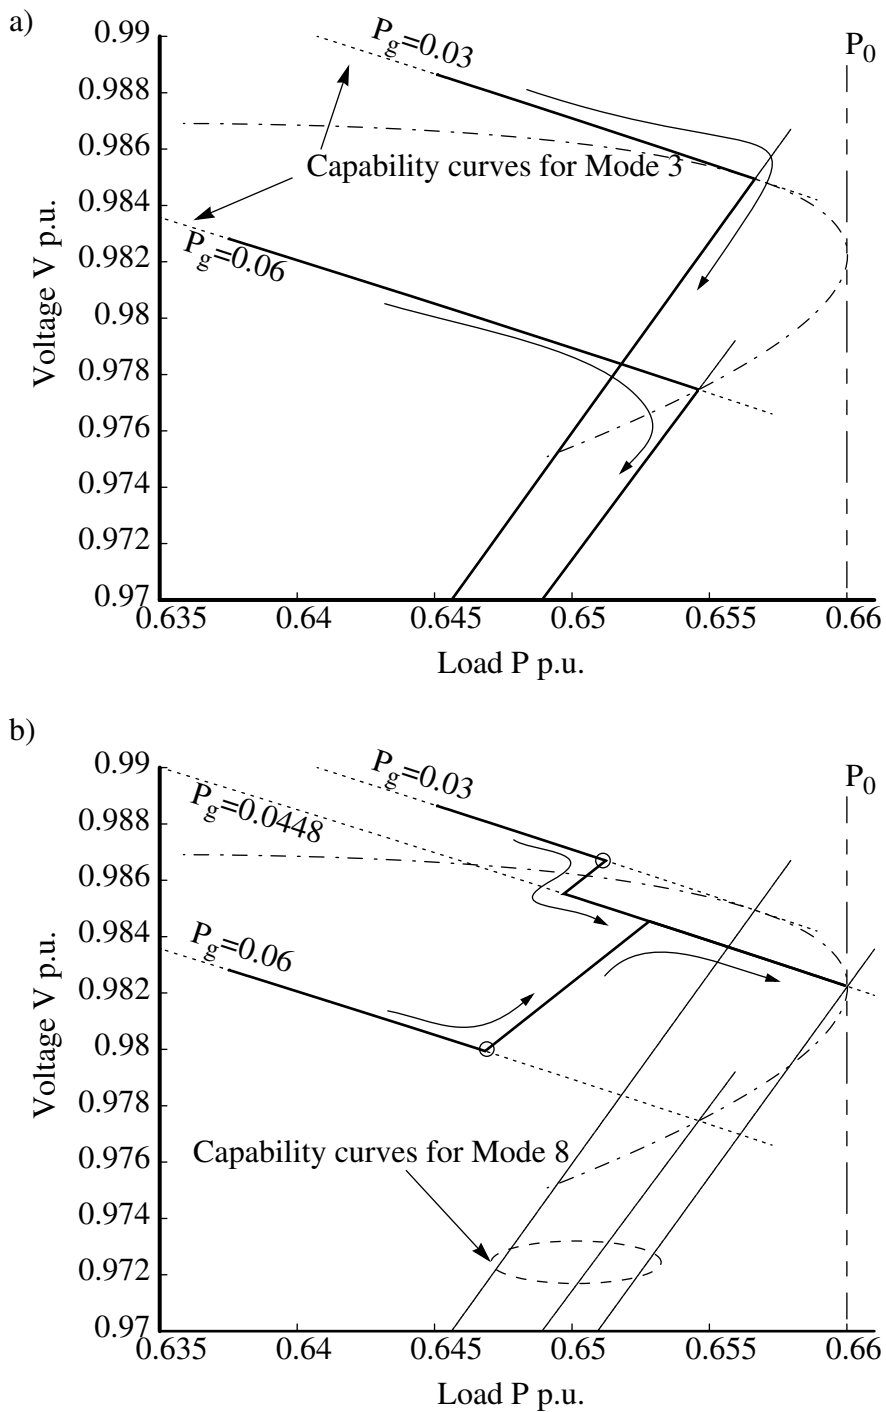 a)
0.99
P_g=0.03
P_0
0.988
0.986
Capability curves for Mode 3
0.984
P_g=0.06
0.982
0.98
0.978
0.976
0.974
0.972
0.97
Voltage V p.u.
0.635 0.64 0.645 0.65 0.655 0.66
Load P p.u.
b)
0.99
P_g=0.03
P_0
P_g=0.0448
0.988
0.986
0.984
P_g=0.06
0.982
0.98
0.978
0.976
Capability curves for Mode 8
0.974
0.972
0.97
Voltage V p.u.
0.635 0.64 0.645 0.65 0.655 0.66
Load P p.u.